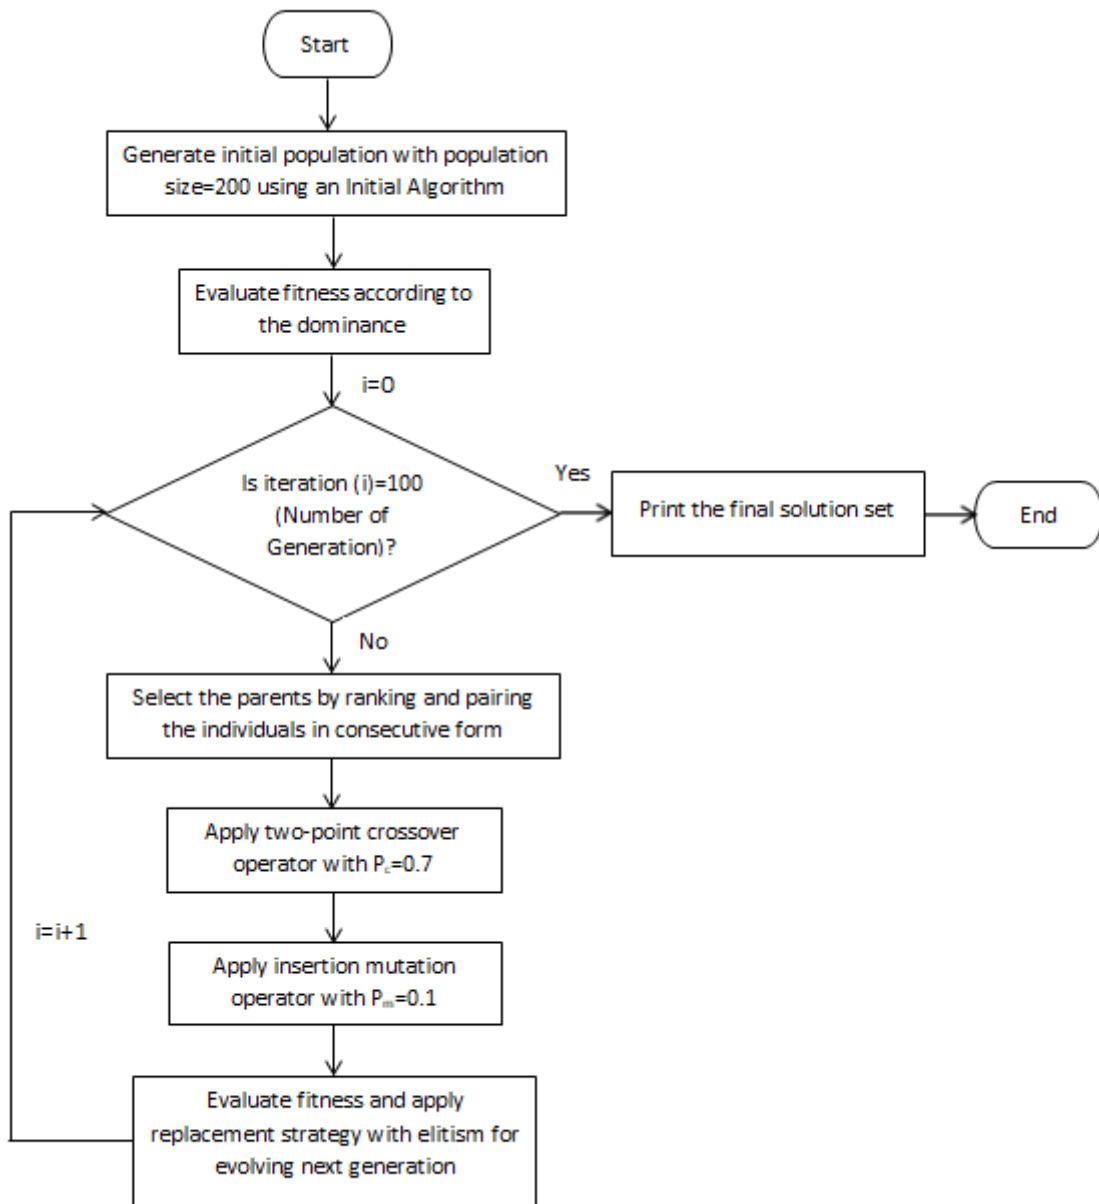 Start
Generate initial population with population
size=200 using an Initial Algorithm
Evaluate fitness according to
the dominance
i=0
Is iteration (i)=100
(Number of
Generation)?
Yes
Print the final solution set
End
No
Select the parents by ranking and pairing
the individuals in consecutive form
Apply two-point crossover
operator with Pc=0.7
i=i+1
Apply insertion mutation
operator with Pm=0.1
Evaluate fitness and apply
replacement strategy with elitism for
evolving next generation